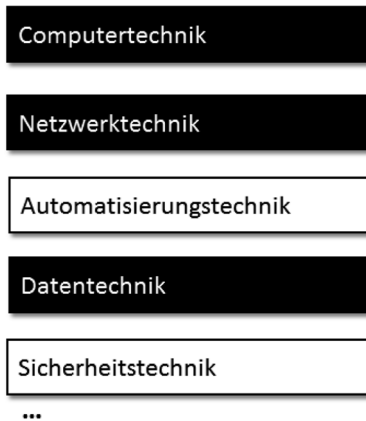 Computertechnik
Netzwerktechnik
Automatisierungstechnik
Datentechnik
Sicherheitstechnik
...